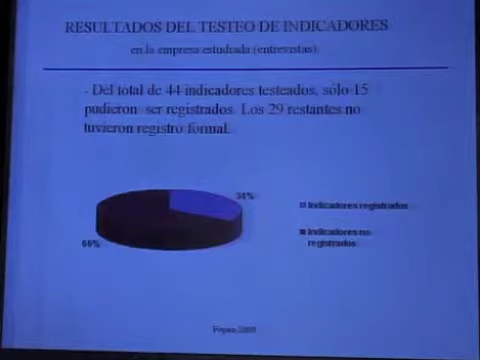 RESULTADOS DEL TESTEO DE INDICADORES
en la empresa estudiada (entrevistas)
- Del total de 44 indicadores testeados, sólo 15
pudieron ser registrados. Los 29 restantes no
tuvieron registro formal.
34%
Indicadores registrados
66%
Indicadores no
registrados
2009